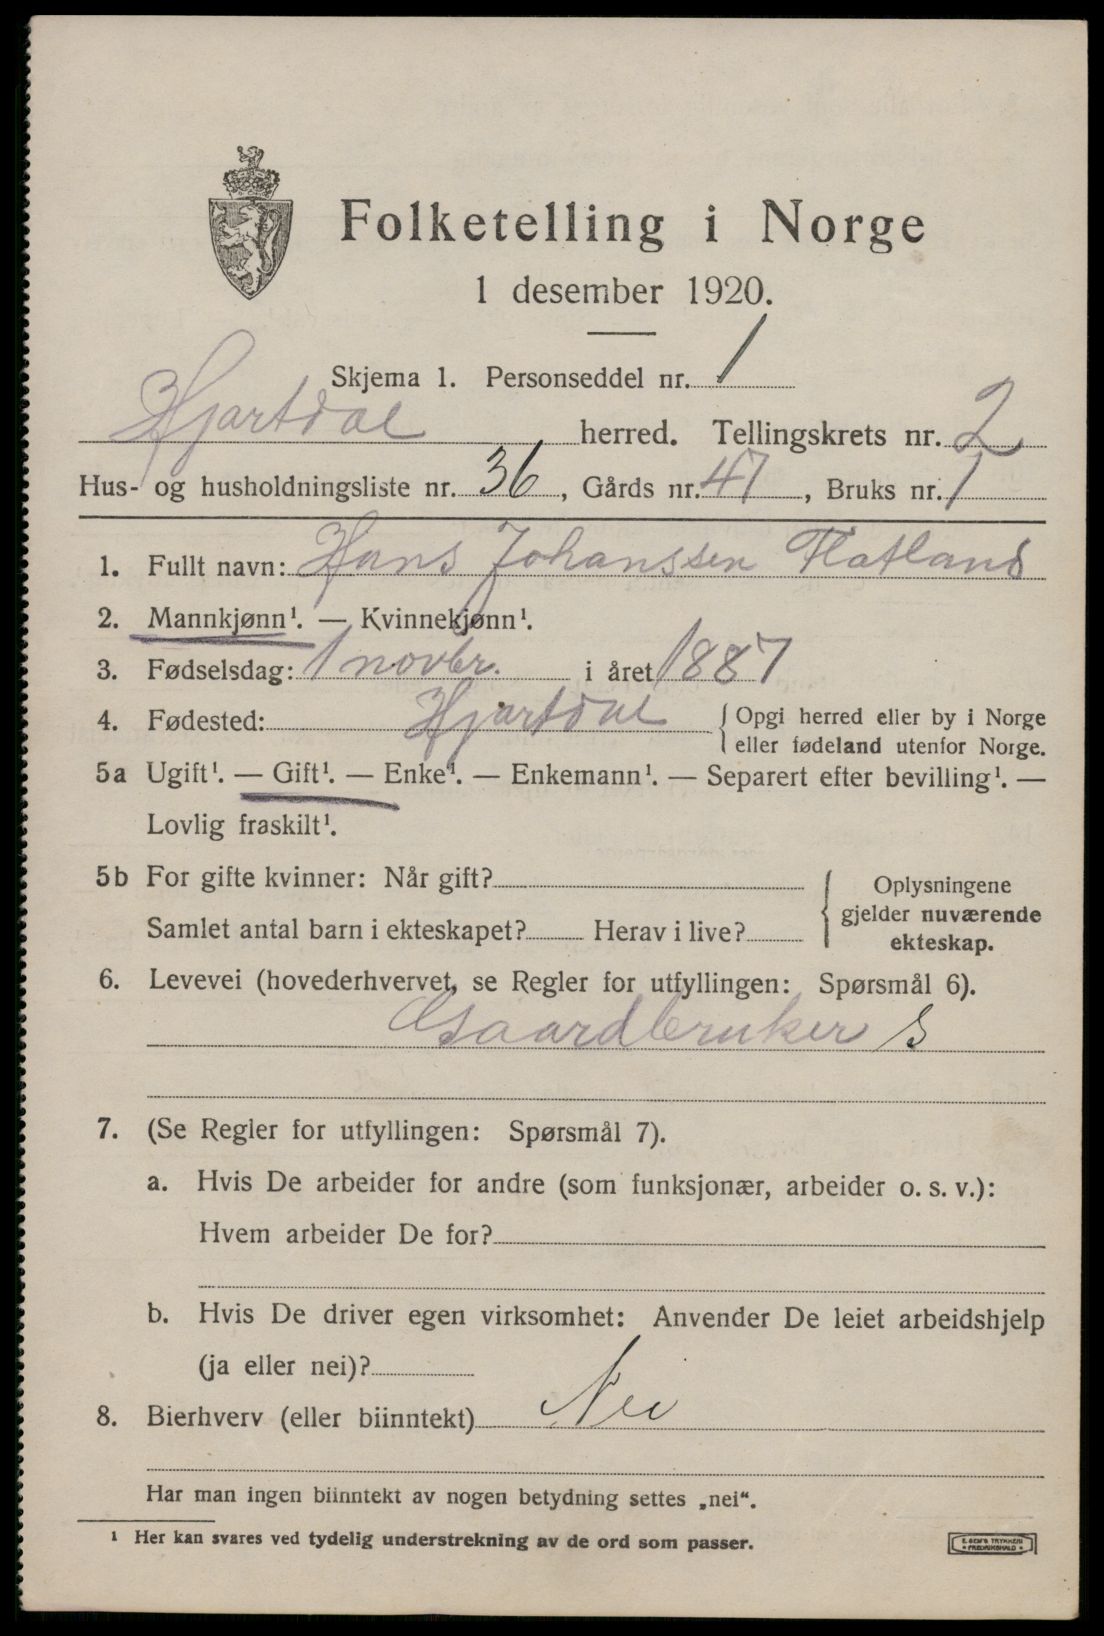 Folketelling i Norge
1 desember 1920.
Skjema 1. Personseddel nr. 1
Hjartdal herred. Tellingskrets nr. 2
Hus- og husholdningsliste nr. 36, Gårds nr. 47, Bruks nr. 1
1. Fullt navn: Hans Johanssen Flatland
2. Mannkjønn¹. — Kvinnekjønn¹.
3. Fødselsdag: 1 novbr. i året 1887
4. Fødested: Hjartdal { Opgi herred eller by i Norge
eller fødeland utenfor Norge.
5a Ugift¹. — Gift¹. — Enke¹. — Enkemann¹. — Separert efter bevilling¹. —
Lovlig fraskilt¹.
5b For gifte kvinner: Når gift?
Samlet antal barn i ekteskapet? Herav i live?
{ Oplysningene
gjelder nuværende
ekteskap.
6. Levevei (hovederhvervet, se Regler for utfyllingen: Spørsmål 6).
Gaardbruker S
7. (Se Regler for utfyllingen: Spørsmål 7).
a. Hvis De arbeider for andre (som funksjonær, arbeider o. s. v.):
Hvem arbeider De for?
b. Hvis De driver egen virksomhet: Anvender De leiet arbeidshjelp
(ja eller nei)?
8. Bierhverv (eller biinntekt) Nei
Har man ingen biinntekt av nogen betydning settes „nei“.
¹ Her kan svares ved tydelig understrekning av de ord som passer.
E. SEM'S TRYKKERI
FREDRIKSHALD